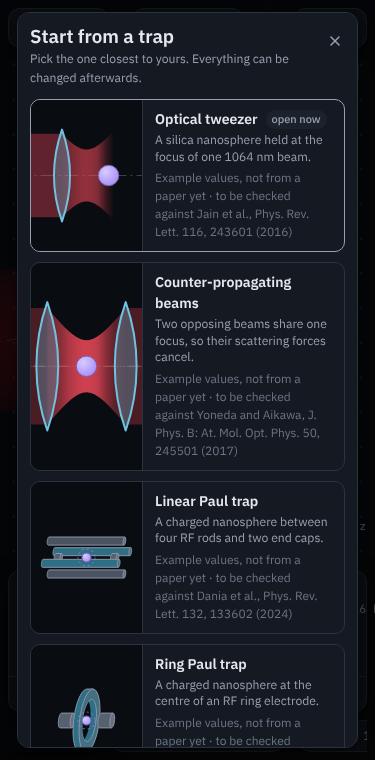 Start from a trap
Pick the one closest to yours. Everything can be
changed afterwards.
Optical tweezer open now
A silica nanosphere held at the
focus of one 1064 nm beam.
Example values, not from a
paper yet · to be checked
against Jain et al., Phys. Rev.
Lett. 116, 243601 (2016)
Counter-propagating
beams
Two opposing beams share one
focus, so their scattering forces
cancel.
Example values, not from a
paper yet · to be checked
against Yoneda and Aikawa, J.
Phys. B: At. Mol. Opt. Phys. 50,
245501 (2017)
Linear Paul trap
A charged nanosphere between
four RF rods and two end caps.
Example values, not from a
paper yet · to be checked
against Dania et al., Phys. Rev.
Lett. 132, 133602 (2024)
Ring Paul trap
A charged nanosphere at the
centre of an RF ring electrode.
Example values, not from a
paper yet · to be checked